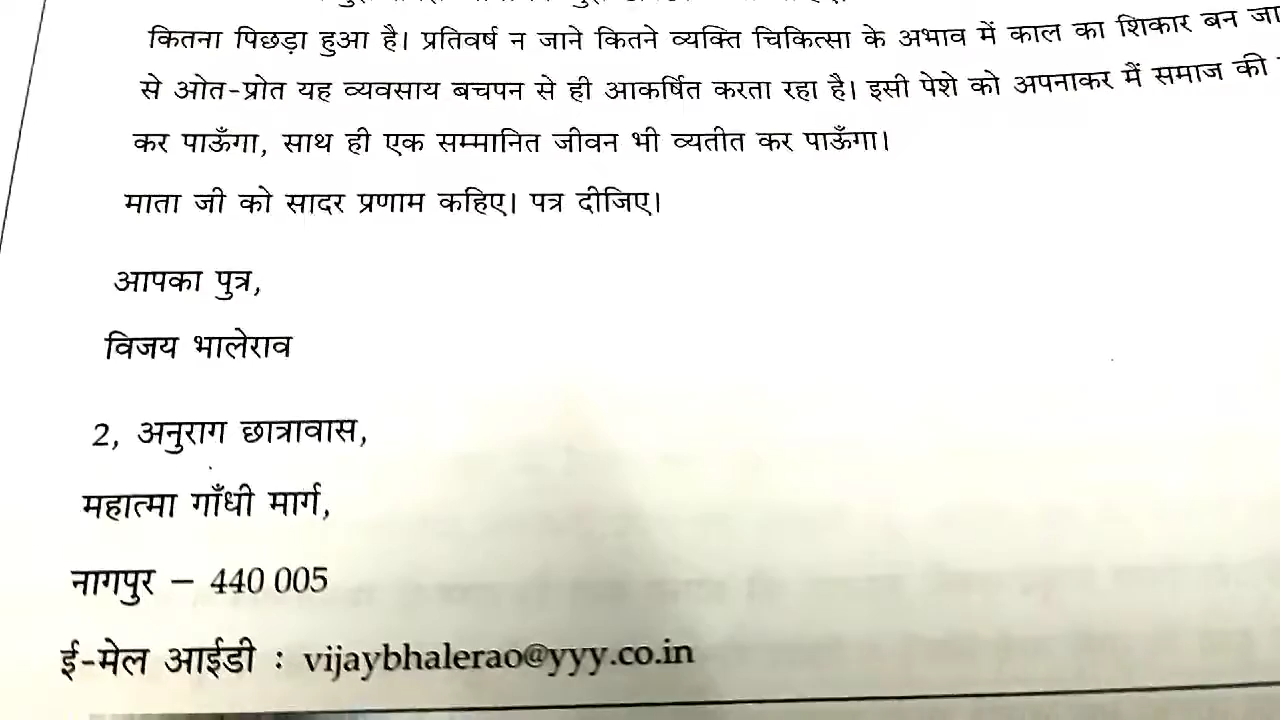 कितना पिछड़ा हुआ है। प्रतिवर्ष न जाने कितने व्यक्ति चिकित्सा के अभाव में काल का शिकार बन जा
से ओत-प्रोत यह व्यवसाय बचपन से ही आकर्षित करता रहा है। इसी पेशे को अपनाकर मैं समाज की
कर पाऊँगा, साथ ही एक सम्मानित जीवन भी व्यतीत कर पाऊँगा।
माता जी को सादर प्रणाम कहिए। पत्र दीजिए।
आपका पुत्र,
विजय भालेराव
2, अनुराग छात्रावास,
महात्मा गाँधी मार्ग,
नागपुर – 440 005
ई-मेल आईडी : vijaybhalerao@yyy.co.in